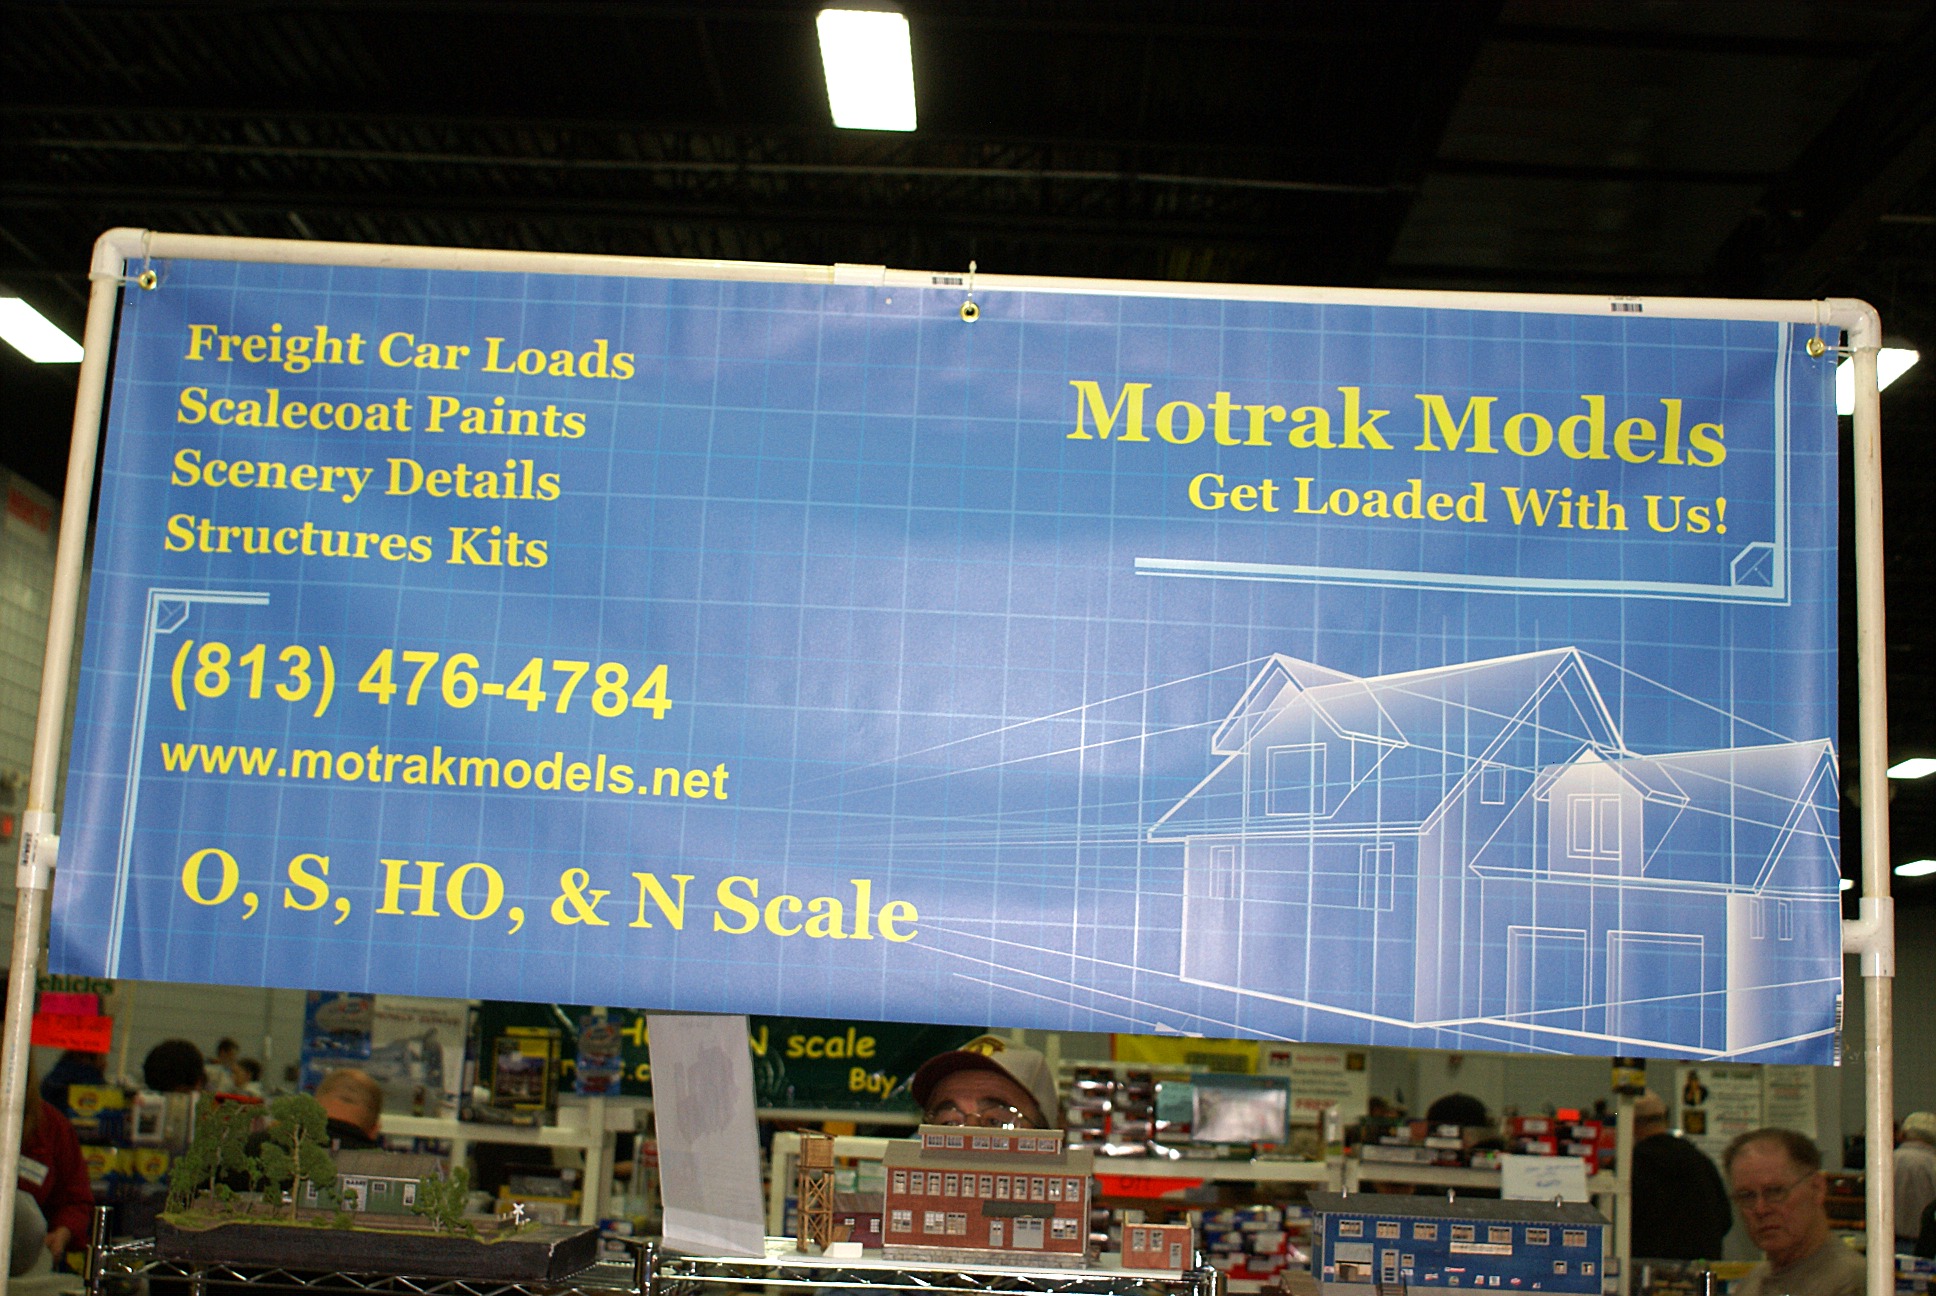 Freight Car Loads
Scalecoat Paints
Scenery Details
Structures Kits
(813) 476-4784
www.motrakmodels.net
O, S, HO, & N Scale
Motrak Models
Get Loaded With Us!
N scale
Buy